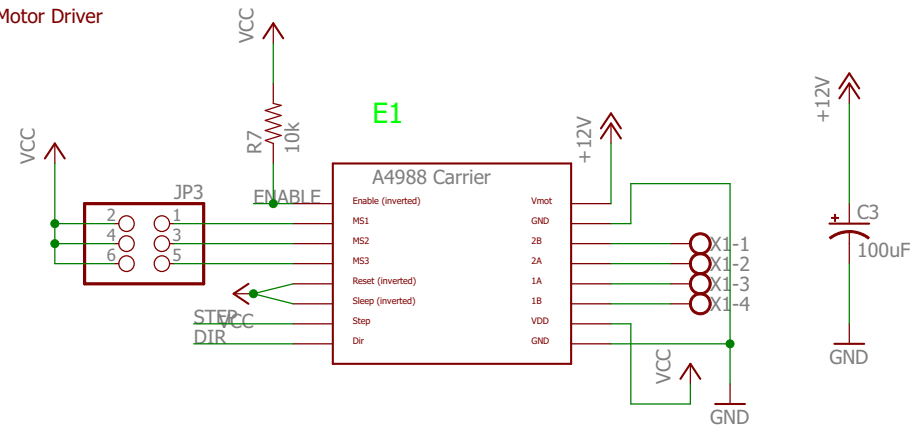 Motor Driver
VCC
+12V
E1
+12V
R7
10k
VCC
A4988 Carrier
JP3
ENABLE
Enable (inverted)
Vmot
2
1
MS1
GND
C3
4
3
MS2
2B
X1-1
100uF
6
5
MS3
2A
X1-2
Reset (inverted)
1A
X1-3
Sleep (inverted)
1B
X1-4
STEP
VCC
Step
VDD
DIR
Dir
GND
VCC
GND
GND